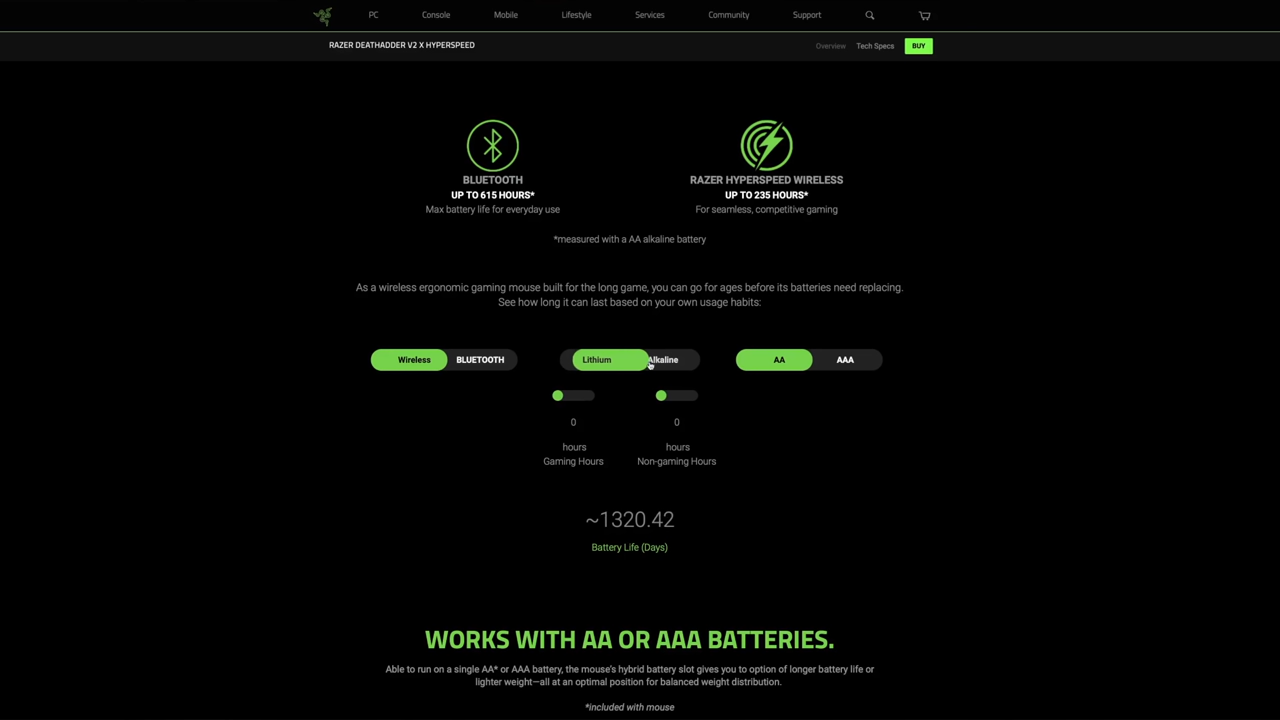 PC Console Mobile Lifestyle Services Community Support
RAZER DEATHADDER V2 X HYPERSPEED Overview Tech Specs BUY
BLUETOOTH
UP TO 615 HOURS*
Max battery life for everyday use
RAZER HYPERSPEED WIRELESS
UP TO 235 HOURS*
For seamless, competitive gaming
*measured with a AA alkaline battery
As a wireless ergonomic gaming mouse built for the long game, you can go for ages before its batteries need replacing.
See how long it can last based on your own usage habits:
Wireless BLUETOOTH Lithium Alkaline AA AAA
0 0
hours hours
Gaming Hours Non-gaming Hours
~1320.42
Battery Life (Days)
WORKS WITH AA OR AAA BATTERIES.
Able to run on a single AA* or AAA battery, the mouse's hybrid battery slot gives you to option of longer battery life or
lighter weight—all at an optimal position for balanced weight distribution.
*included with mouse